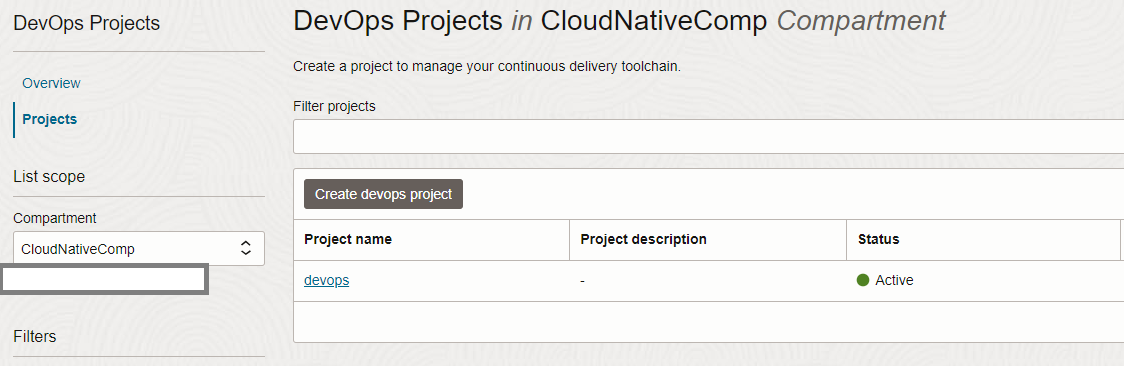 DevOps Projects
Overview
Projects
List scope
Compartment
CloudNativeComp
Filters
DevOps Projects in CloudNativeComp Compartment
Create a project to manage your continuous delivery toolchain.
Filter projects
Create devops project
Project name Project description Status
devops - Active